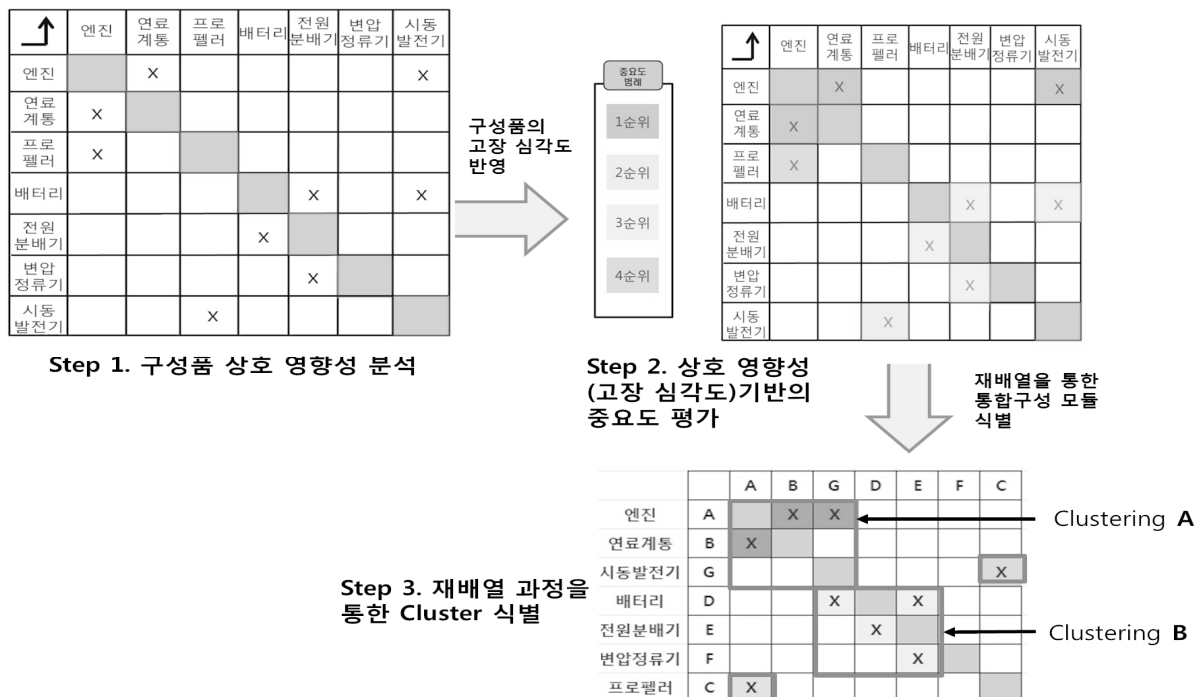 엔진 연료 계통 프로 펠러 배터리 전원 분배기 변압 정류기 시동 발전기
엔진 X X
연료 계통 X
프로 펠러 X
배터리 X X
전원 분배기 X
변압 정류기 X
시동 발전기 X
Step 1. 구성품 상호 영향성 분석
구성품의
고장 심각도
반영
중요도
범례
1순위
2순위
3순위
4순위
엔진 연료 계통 프로 펠러 배터리 전원 분배기 변압 정류기 시동 발전기
엔진 X X
연료 계통 X
프로 펠러 X
배터리 X X
전원 분배기 X
변압 정류기 X
시동 발전기 X
Step 2. 상호 영향성
(고장 심각도)기반의
중요도 평가
재배열을 통한
통합구성 모듈
식별
Step 3. 재배열 과정을
통한 Cluster 식별
A B G D E F C
엔진 A X X
연료계통 B X
시동발전기 G X
배터리 D X X
전원분배기 E X
변압정류기 F X
프로펠러 C X
Clustering A
Clustering B